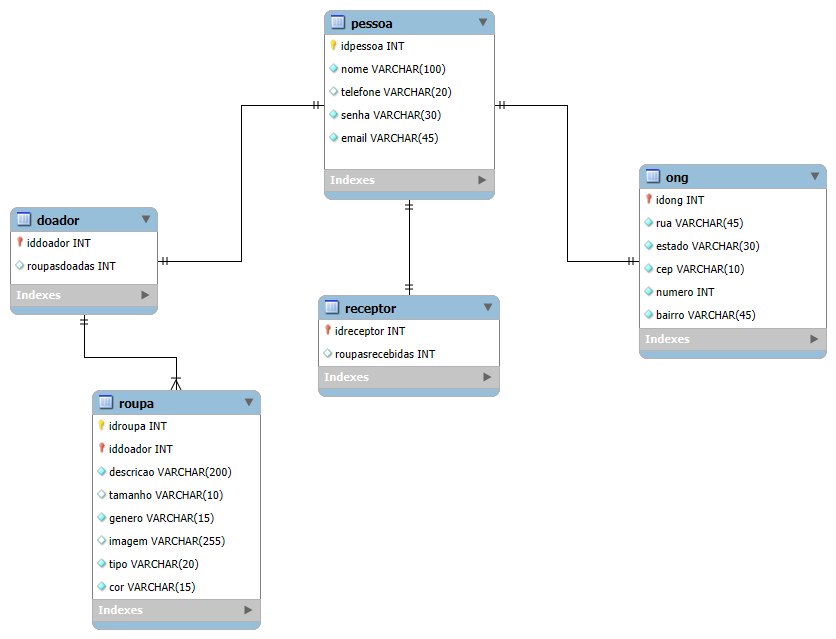 pessoa
idpessoa INT
nome VARCHAR(100)
telefone VARCHAR(20)
senha VARCHAR(30)
email VARCHAR(45)
Indexes
ong
idong INT
rua VARCHAR(45)
estado VARCHAR(30)
cep VARCHAR(10)
numero INT
bairro VARCHAR(45)
Indexes
doador
iddoador INT
roupasdoadas INT
Indexes
receptor
idreceptor INT
roupasrecebidas INT
Indexes
roupa
idroupa INT
iddoador INT
descricao VARCHAR(200)
tamanho VARCHAR(10)
genero VARCHAR(15)
imagem VARCHAR(255)
tipo VARCHAR(20)
cor VARCHAR(15)
Indexes